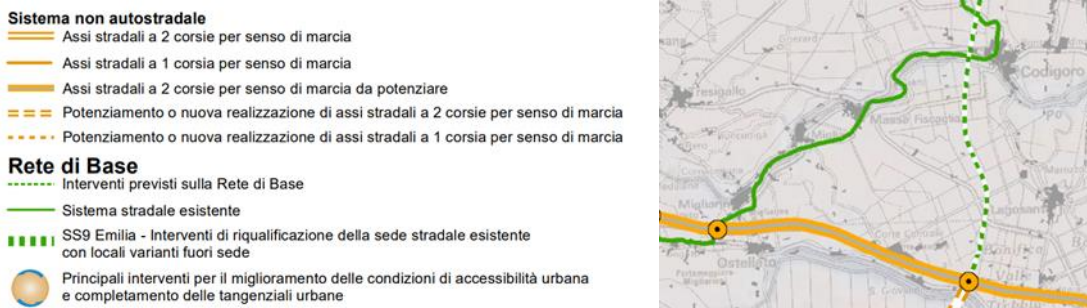 Sistema non autostradale
Assi stradali a 2 corsie per senso di marcia
Assi stradali a 1 corsia per senso di marcia
Assi stradali a 2 corsie per senso di marcia da potenziare
Potenziamento o nuova realizzazione di assi stradali a 2 corsie per senso di marcia
Potenziamento o nuova realizzazione di assi stradali a 1 corsia per senso di marcia
Rete di Base
Interventi previsti sulla Rete di Base
Sistema stradale esistente
SS9 Emilia - Interventi di riqualificazione della sede stradale esistente
con locali varianti fuori sede
Principali interventi per il miglioramento delle condizioni di accessibilità urbana
e completamento delle tangenziali urbane
Codigoro
resigallo
Massa Fiscaglia
Migliarino
Lagosanto
Ostellato